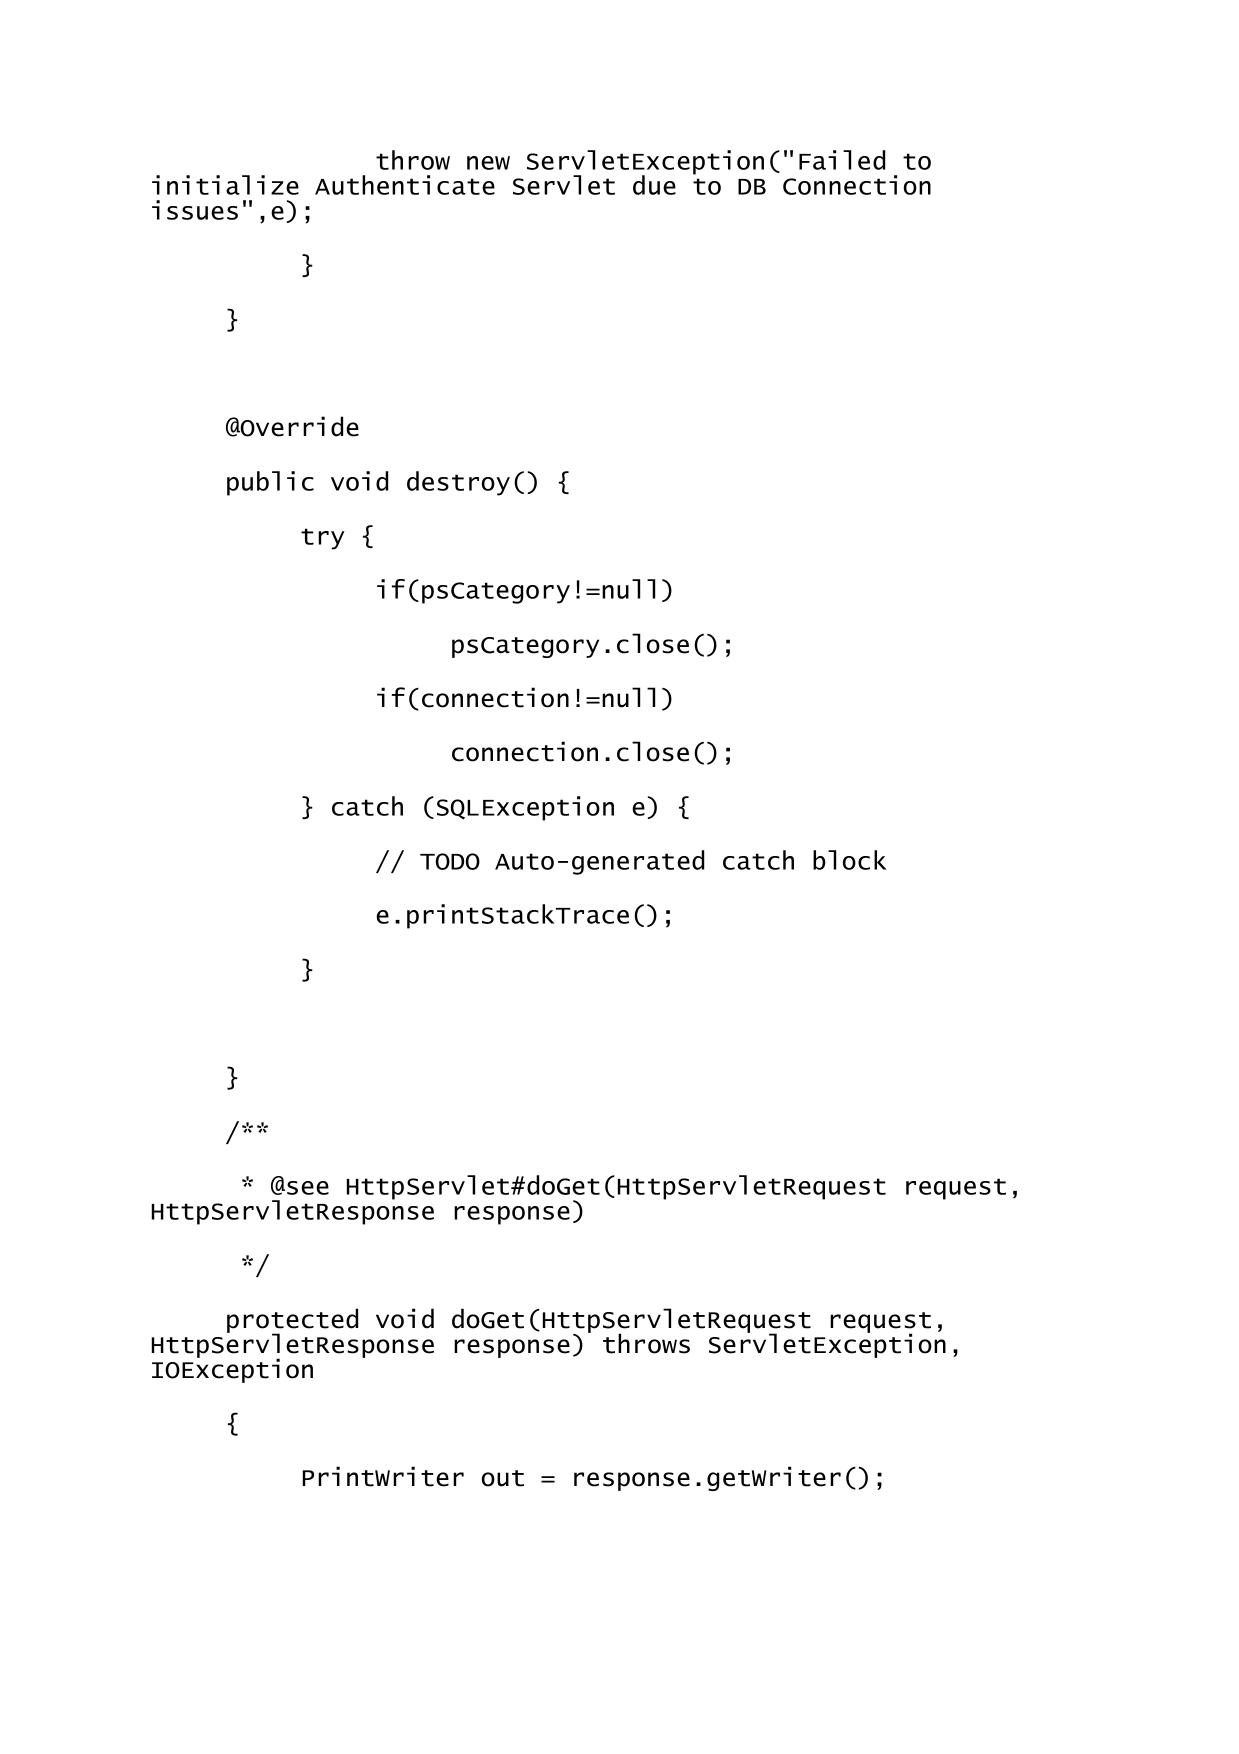 throw new ServletException("Failed to
initialize Authenticate Servlet due to DB Connection
issues",e);
}
}
@Override
public void destroy() {
try {
if(psCategory!=null)
psCategory.close();
if(connection!=null)
connection.close();
} catch (SQLException e) {
// TODO Auto-generated catch block
e.printStackTrace();
}
}
/**
* @see HttpServlet#doGet(HttpServletRequest request,
HttpServletResponse response)
*/
protected void doGet(HttpServletRequest request,
HttpServletResponse response) throws ServletException,
IOException
{
PrintWriter out = response.getWriter();